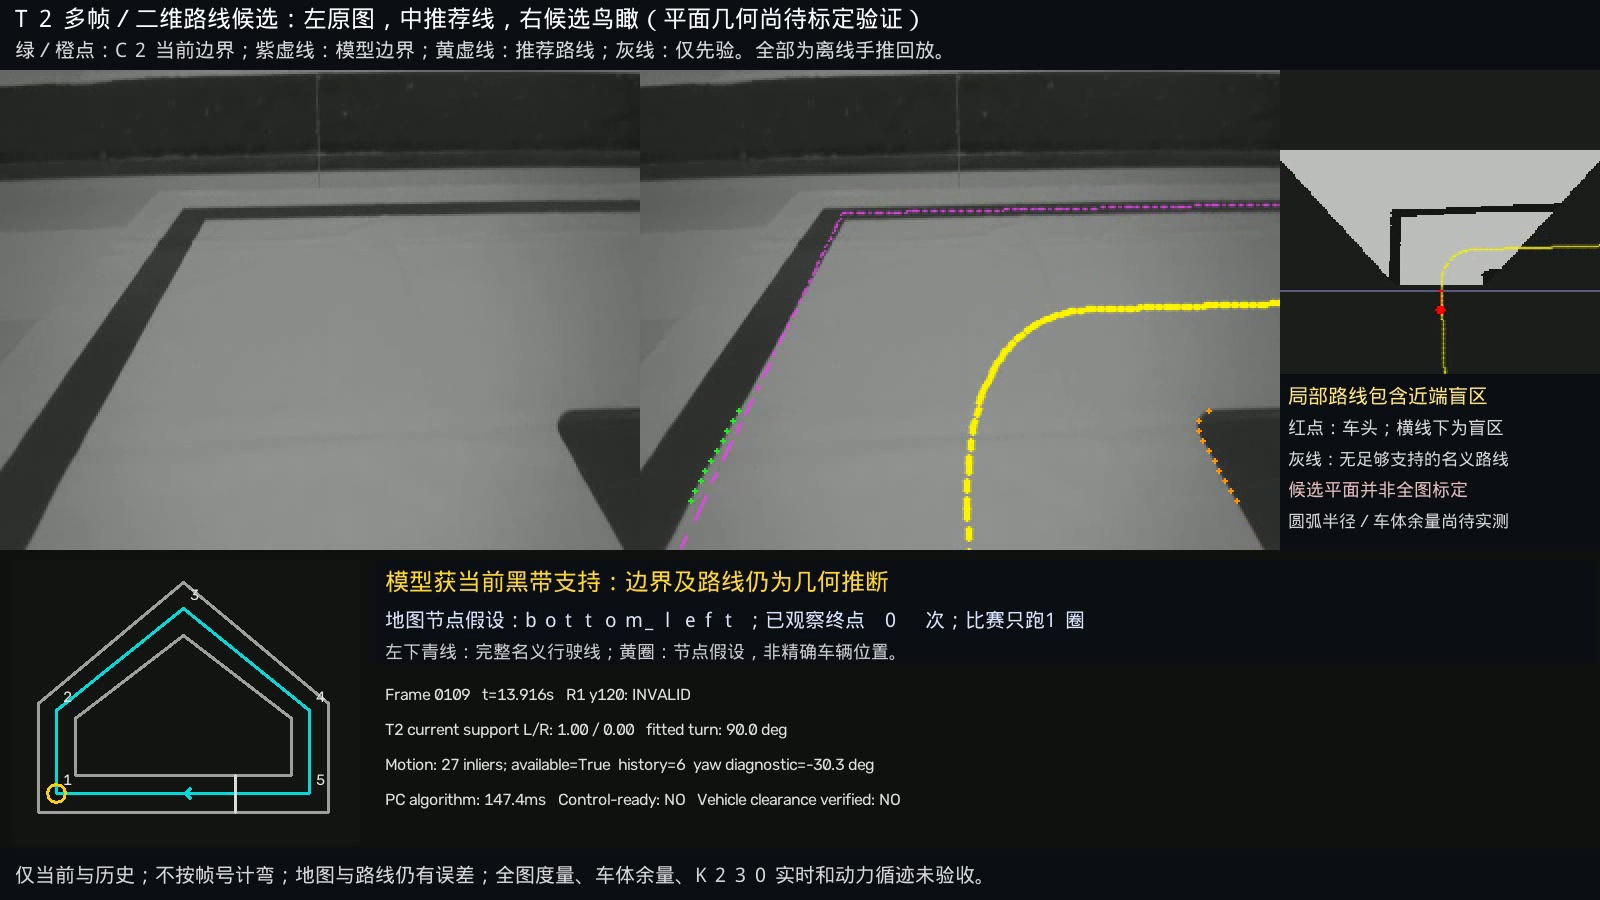 T 2 多帧 / 二维路线候选：左原图，中推荐线，右候选鸟瞰（平面几何尚待标定验证）
绿 / 橙点：C 2 当前边界；紫虚线：模型边界；黄虚线：推荐路线；灰线：仅先验。全部为离线手推回放。
局部路线包含近端盲区
红点：车头；横线下为盲区
灰线：无足够支持的名义路线
候选平面并非全图标定
圆弧半径 / 车体余量尚待实测
3
2
4
1
5
模型获当前黑带支持：边界及路线仍为几何推断
地图节点假设：bottom_left；已观察终点 0 次；比赛只跑1 圈
左下青线：完整名义行驶线；黄圈：节点假设，非精确车辆位置。
Frame 0109 t=13.916s R1 y120: INVALID
T2 current support L/R: 1.00 / 0.00 fitted turn: 90.0 deg
Motion: 27 inliers; available=True history=6 yaw diagnostic=-30.3 deg
PC algorithm: 147.4ms Control-ready: NO Vehicle clearance verified: NO
仅当前与历史；不按帧号计弯；地图与路线仍有误差；全图度量、车体余量、K 2 3 0 实时和动力循迹未验收。